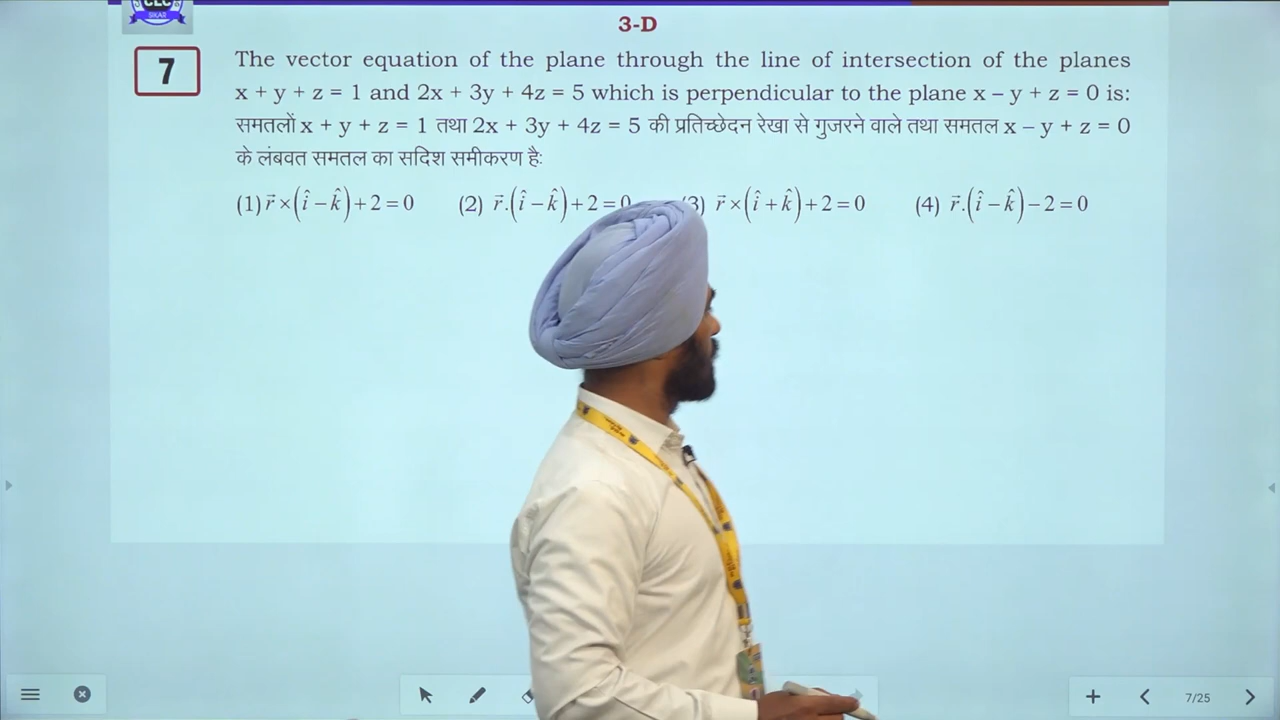 CLC
SIKAR
3-D
7
The vector equation of the plane through the line of intersection of the planes
x + y + z = 1 and 2x + 3y + 4z = 5 which is perpendicular to the plane x – y + z = 0 is:
समतलों x + y + z = 1 तथा 2x + 3y + 4z = 5 की प्रतिच्छेदन रेखा से गुजरने वाले तथा समतल x – y + z = 0
के लंबवत समतल का सदिश समीकरण है:
(1) r⃗×(î−k̂)+2=0 (2) r⃗.(î−k̂)+2=0 (3) r⃗×(î+k̂)+2=0 (4) r⃗.(î−k̂)−2=0
7/25